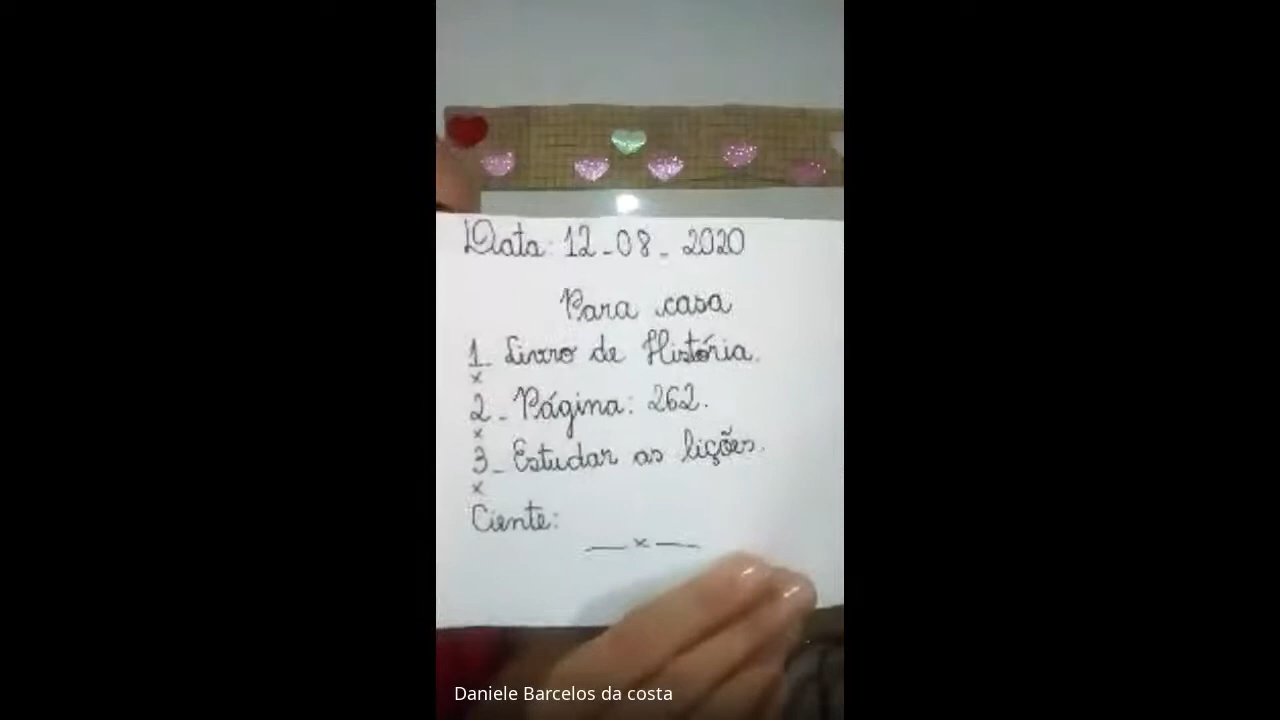 Data: 12-08-2020
Para casa
1- Livro de História.
x
2- Página: 262.
x
3- Estudar as lições.
x
Ciente:
—x—
Daniele Barcelos da costa